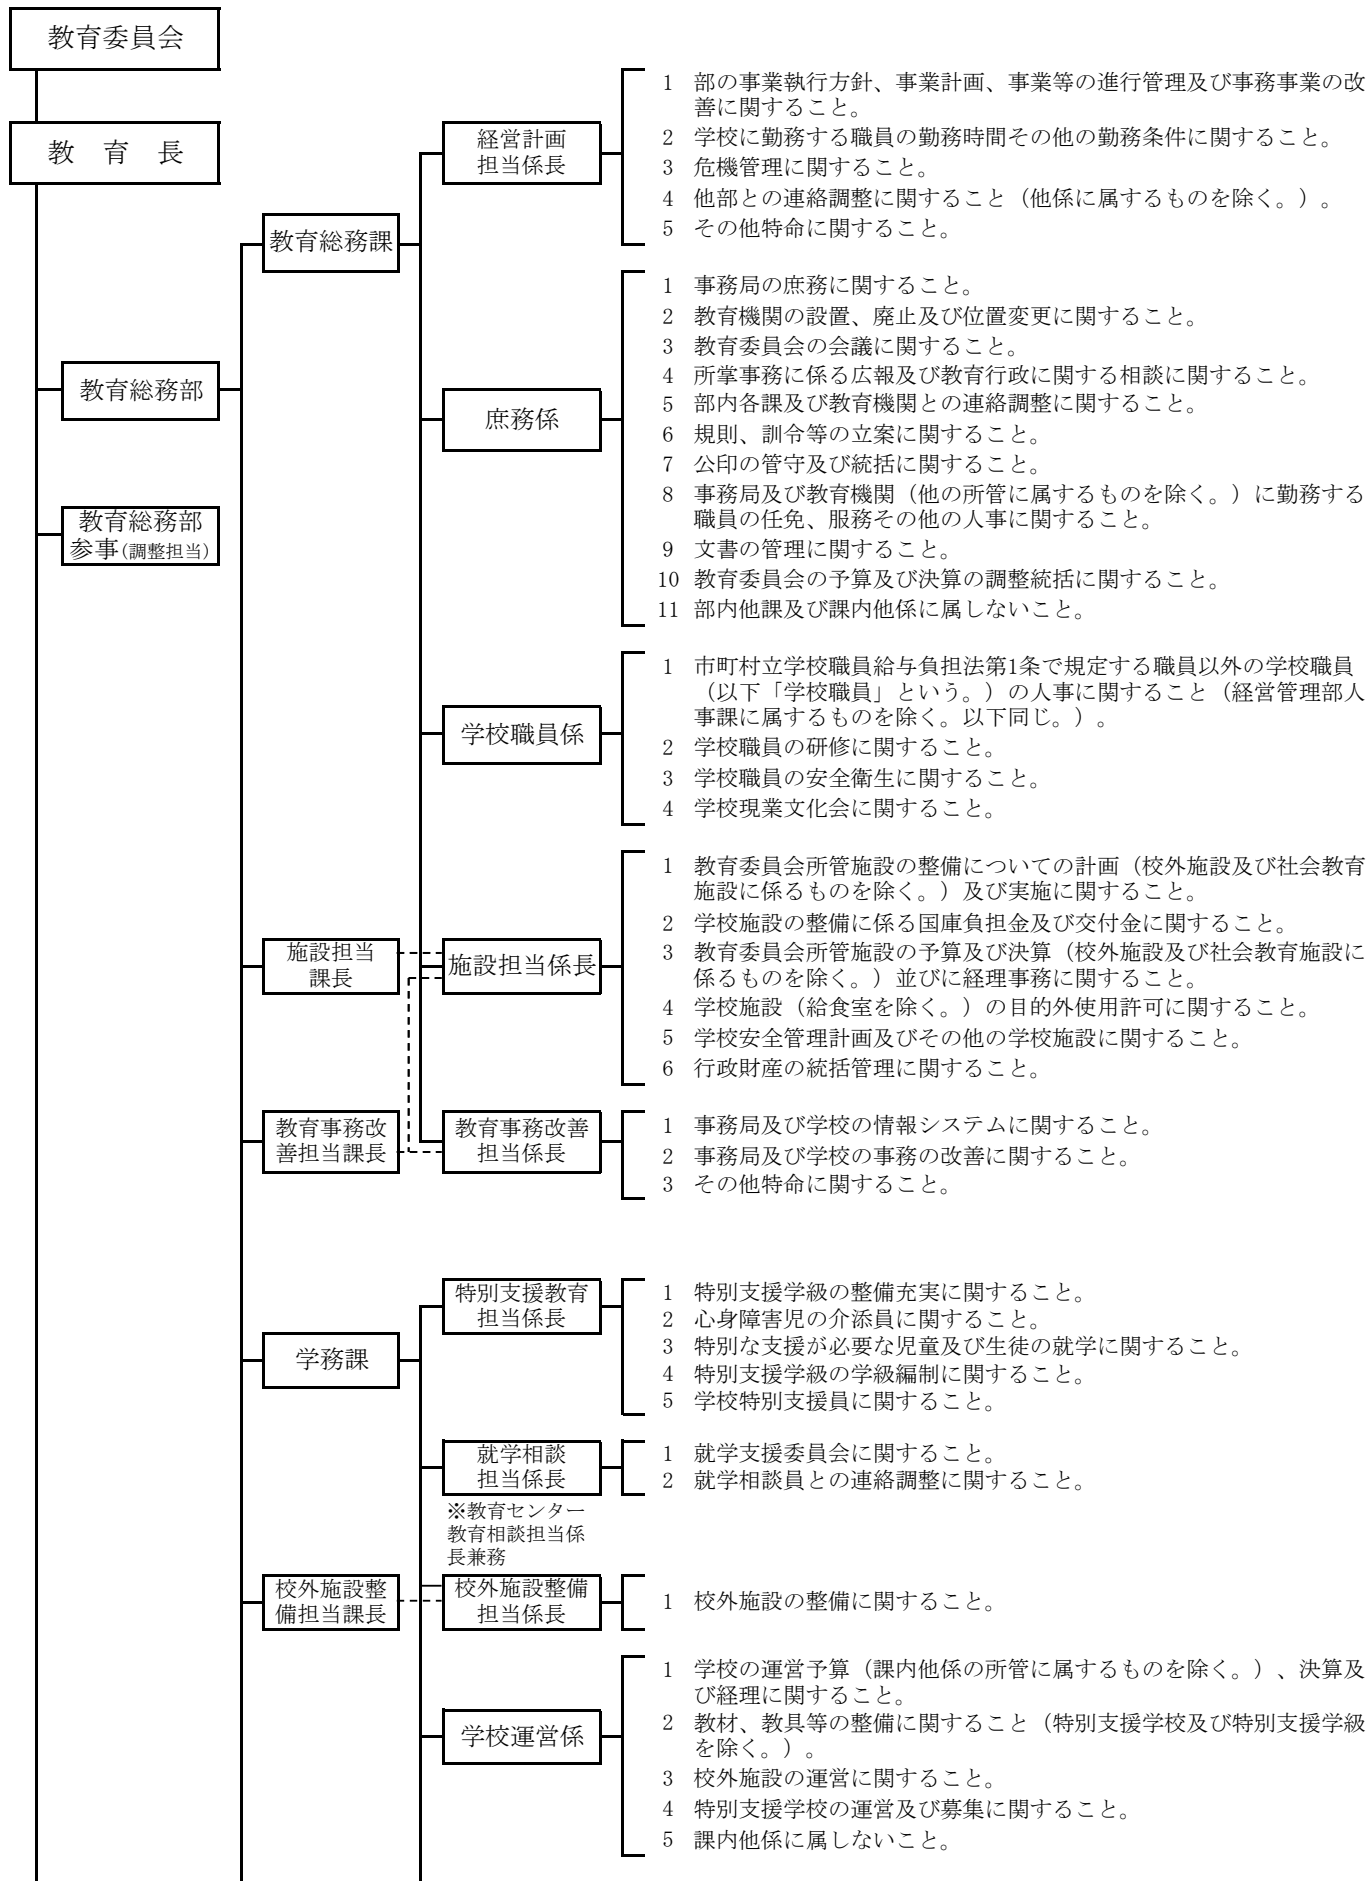 教育委員会
教　育　長
教育総務部
教育総務部
参事(調整担当)
教育総務課
経営計画
担当係長
1　部の事業執行方針、事業計画、事業等の進行管理及び事務事業の改
善に関すること。
2　学校に勤務する職員の勤務時間その他の勤務条件に関すること。
3　危機管理に関すること。
4　他部との連絡調整に関すること（他係に属するものを除く。）。
5　その他特命に関すること。
庶務係
1　事務局の庶務に関すること。
2　教育機関の設置、廃止及び位置変更に関すること。
3　教育委員会の会議に関すること。
4　所掌事務に係る広報及び教育行政に関する相談に関すること。
5　部内各課及び教育機関との連絡調整に関すること。
6　規則、訓令等の立案に関すること。
7　公印の管守及び統括に関すること。
8　事務局及び教育機関（他の所管に属するものを除く。）に勤務する
職員の任免、服務その他の人事に関すること。
9　文書の管理に関すること。
10　教育委員会の予算及び決算の調整統括に関すること。
11　部内他課及び課内他係に属しないこと。
学校職員係
1　市町村立学校職員給与負担法第1条で規定する職員以外の学校職員
（以下「学校職員」という。）の人事に関すること（経営管理部人
事課に属するものを除く。以下同じ。）。
2　学校職員の研修に関すること。
3　学校職員の安全衛生に関すること。
4　学校現業文化会に関すること。
施設担当
課長
施設担当係長
1　教育委員会所管施設の整備についての計画（校外施設及び社会教育
施設に係るものを除く。）及び実施に関すること。
2　学校施設の整備に係る国庫負担金及び交付金に関すること。
3　教育委員会所管施設の予算及び決算（校外施設及び社会教育施設に
係るものを除く。）並びに経理事務に関すること。
4　学校施設（給食室を除く。）の目的外使用許可に関すること。
5　学校安全管理計画及びその他の学校施設に関すること。
6　行政財産の統括管理に関すること。
教育事務改
善担当課長
教育事務改善
担当係長
1　事務局及び学校の情報システムに関すること。
2　事務局及び学校の事務の改善に関すること。
3　その他特命に関すること。
学務課
特別支援教育
担当係長
1　特別支援学級の整備充実に関すること。
2　心身障害児の介添員に関すること。
3　特別な支援が必要な児童及び生徒の就学に関すること。
4　特別支援学級の学級編制に関すること。
5　学校特別支援員に関すること。
就学相談
担当係長
※教育センター
教育相談担当係
長兼務
1　就学支援委員会に関すること。
2　就学相談員との連絡調整に関すること。
校外施設整
備担当課長
校外施設整備
担当係長
1　校外施設の整備に関すること。
学校運営係
1　学校の運営予算（課内他係の所管に属するものを除く。）、決算及
び経理に関すること。
2　教材、教具等の整備に関すること（特別支援学校及び特別支援学級
を除く。）。
3　校外施設の運営に関すること。
4　特別支援学校の運営及び募集に関すること。
5　課内他係に属しないこと。